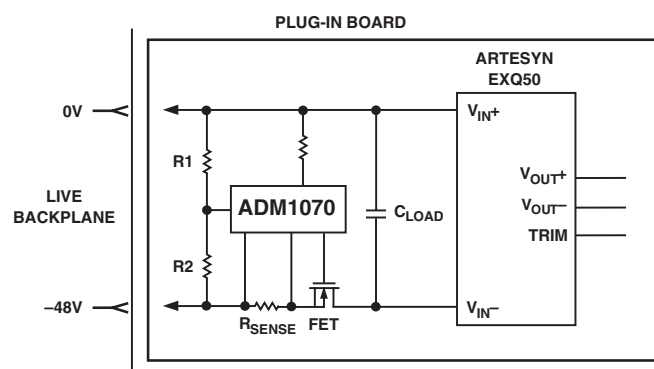 PLUG-IN BOARD
ARTESYN
EXQ50
0V
VIN+
R1
VOUT+
LIVE
BACKPLANE
ADM1070
CLOAD
VOUT–
TRIM
R2
–48V
RSENSE
FET
VIN–